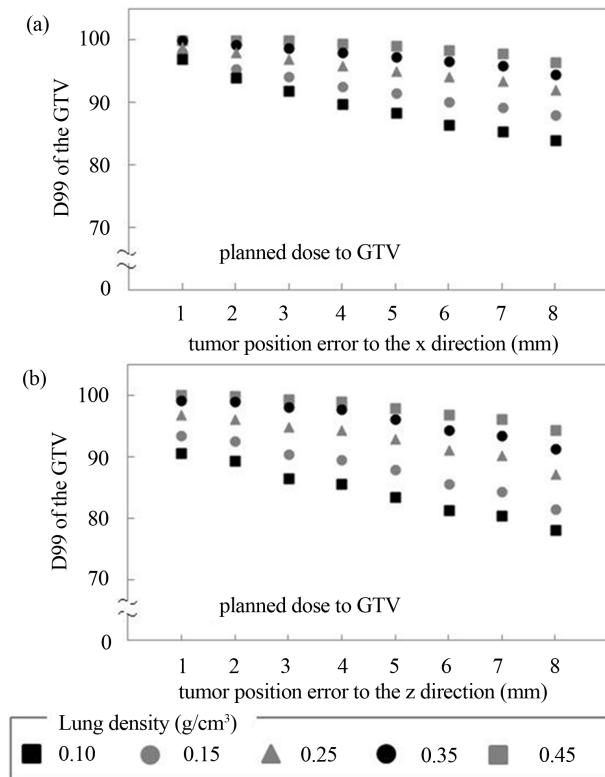 (a)
100
90
80
70
0
D99 of the GTV
planned dose to GTV
1 2 3 4 5 6 7 8
tumor position error to the x direction (mm)
(b)
100
90
80
70
0
D99 of the GTV
planned dose to GTV
1 2 3 4 5 6 7 8
tumor position error to the z direction (mm)
Lung density (g/cm³)
0.10 0.15 0.25 0.35 0.45